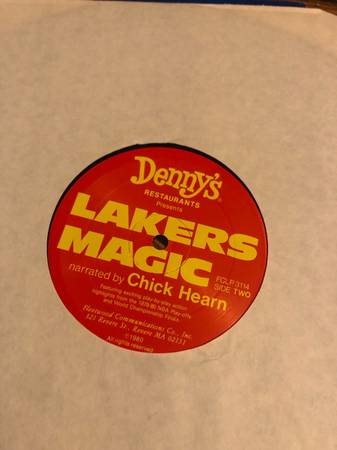 Denny's
RESTAURANTS
Presents
LAKERS
MAGIC
narrated by Chick Hearn
FCLP 3114
SIDE TWO
Featuring exciting play-by-play action
highlights from the 1979-80 NBA Play-offs
and World Championship Finals
Fleetwood Communications Co., Inc.
321 Revere St., Revere MA 02151
©1980
All rights reserved